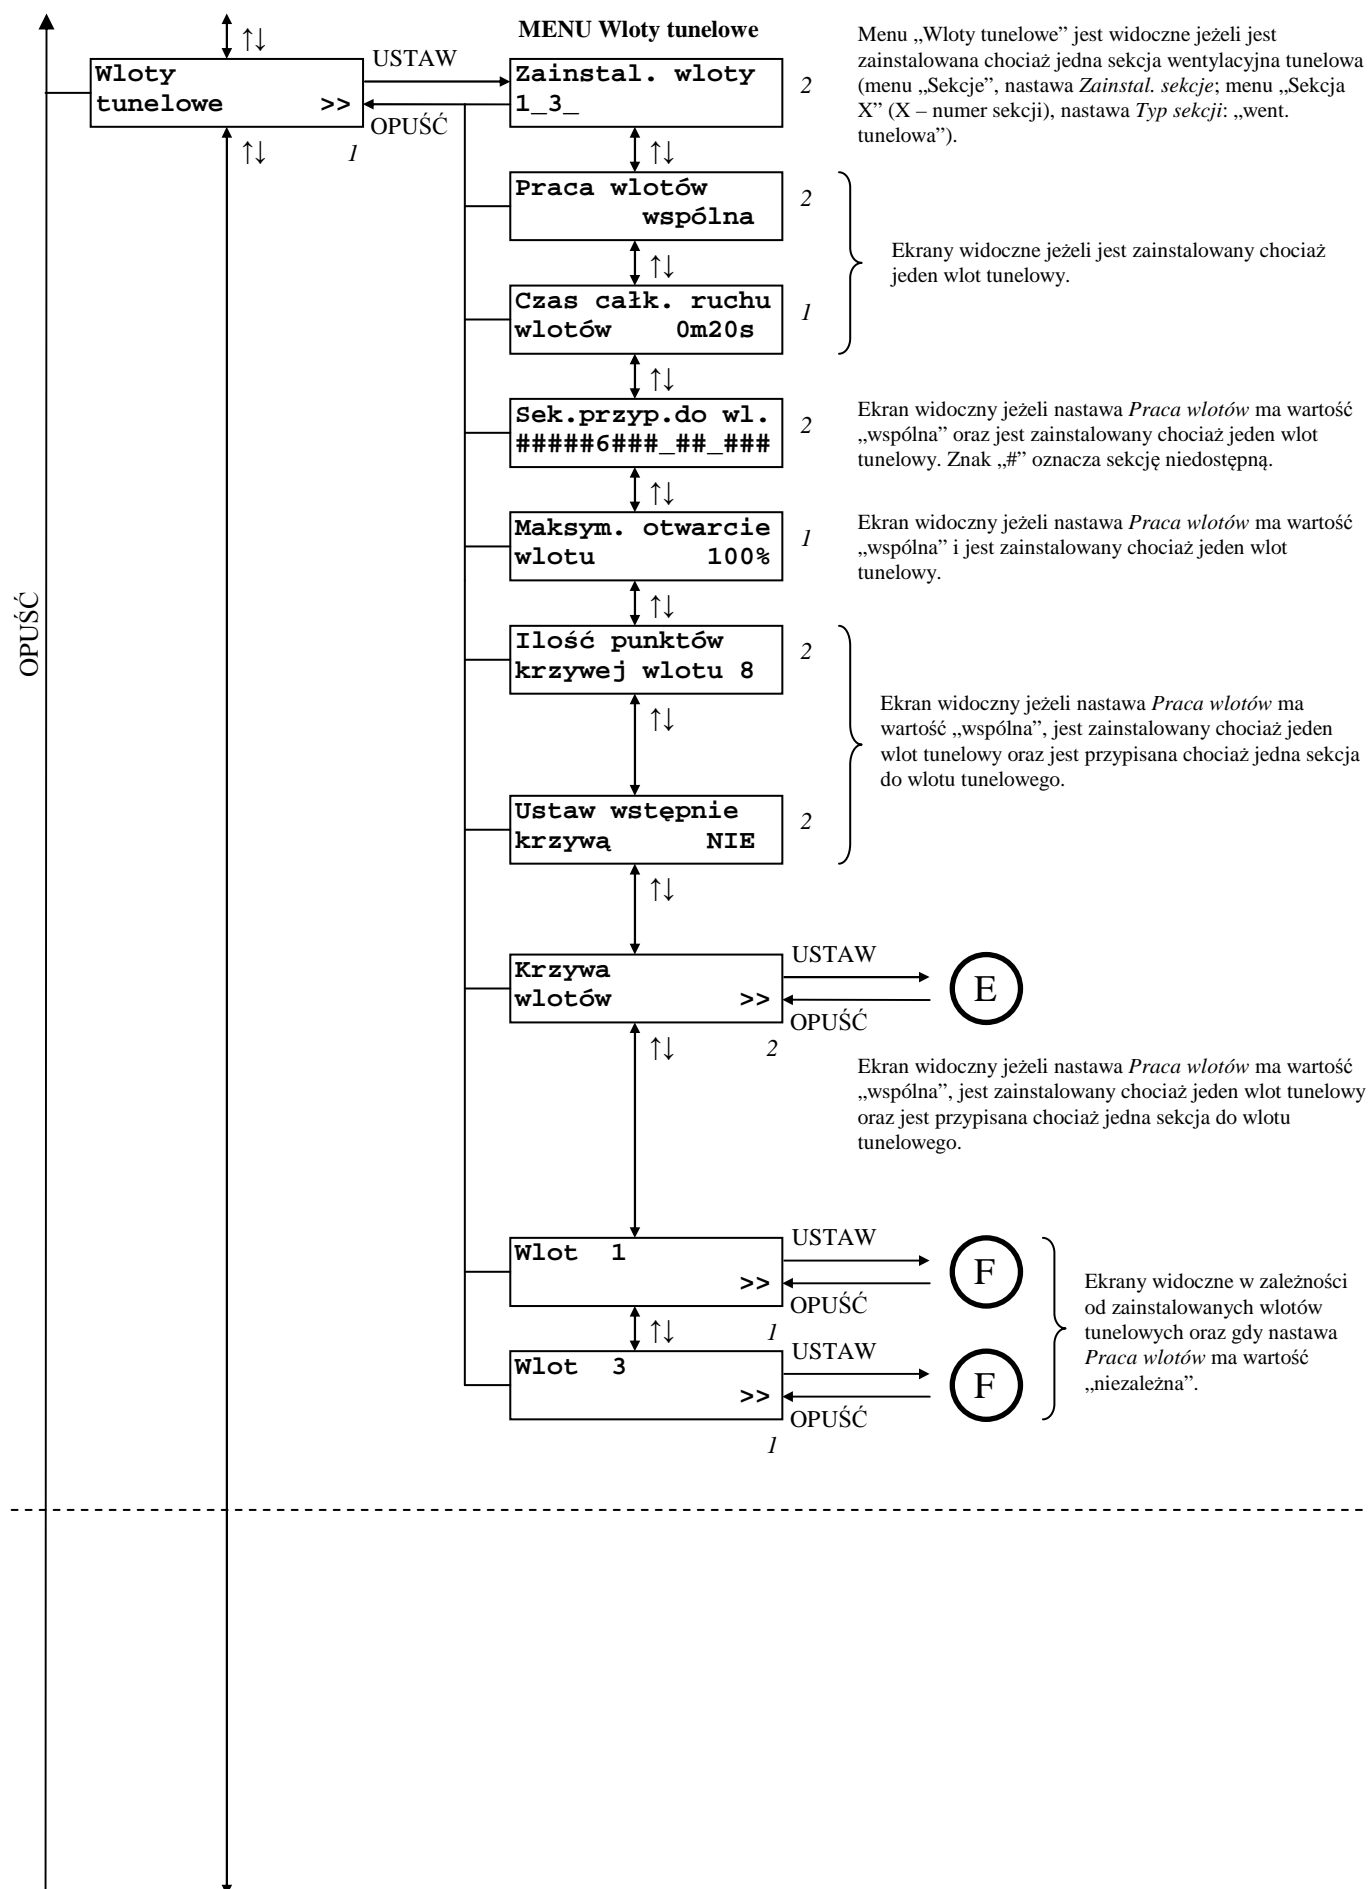 ↑↓
MENU Wloty tunelowe
Wloty
tunelowe >>
1
USTAW
OPUŚĆ
↑↓
Zainstal. wloty
1_3_
2
Menu „Wloty tunelowe” jest widoczne jeżeli jest
zainstalowana chociaż jedna sekcja wentylacyjna tunelowa
(menu „Sekcje”, nastawa Zainstal. sekcje; menu „Sekcja
X” (X – numer sekcji), nastawa Typ sekcji: „went.
tunelowa”).
↑↓
Praca wlotów
wspólna
2
↑↓
Czas całk. ruchu
wlotów 0m20s
1
Ekrany widoczne jeżeli jest zainstalowany chociaż
jeden wlot tunelowy.
↑↓
Sek.przyp.do wl.
#####6###_##_###
2
Ekran widoczny jeżeli nastawa Praca wlotów ma wartość
„wspólna” oraz jest zainstalowany chociaż jeden wlot
tunelowy. Znak „#” oznacza sekcję niedostępną.
↑↓
Maksym. otwarcie
wlotu 100%
1
Ekran widoczny jeżeli nastawa Praca wlotów ma wartość
„wspólna” i jest zainstalowany chociaż jeden wlot
tunelowy.
↑↓
OPUŚĆ
Ilość punktów
krzywej wlotu 8
2
↑↓
Ekran widoczny jeżeli nastawa Praca wlotów ma
wartość „wspólna”, jest zainstalowany chociaż jeden
wlot tunelowy oraz jest przypisana chociaż jedna sekcja
do wlotu tunelowego.
Ustaw wstępnie
krzywą NIE
2
↑↓
Krzywa
wlotów >>
2
USTAW
OPUŚĆ
E
↑↓
Ekran widoczny jeżeli nastawa Praca wlotów ma wartość
„wspólna”, jest zainstalowany chociaż jeden wlot tunelowy
oraz jest przypisana chociaż jedna sekcja do wlotu
tunelowego.
Wlot 1
>>
1
USTAW
OPUŚĆ
F
↑↓
Wlot 3
>>
1
USTAW
OPUŚĆ
F
Ekrany widoczne w zależności
od zainstalowanych wlotów
tunelowych oraz gdy nastawa
Praca wlotów ma wartość
„niezależna”.